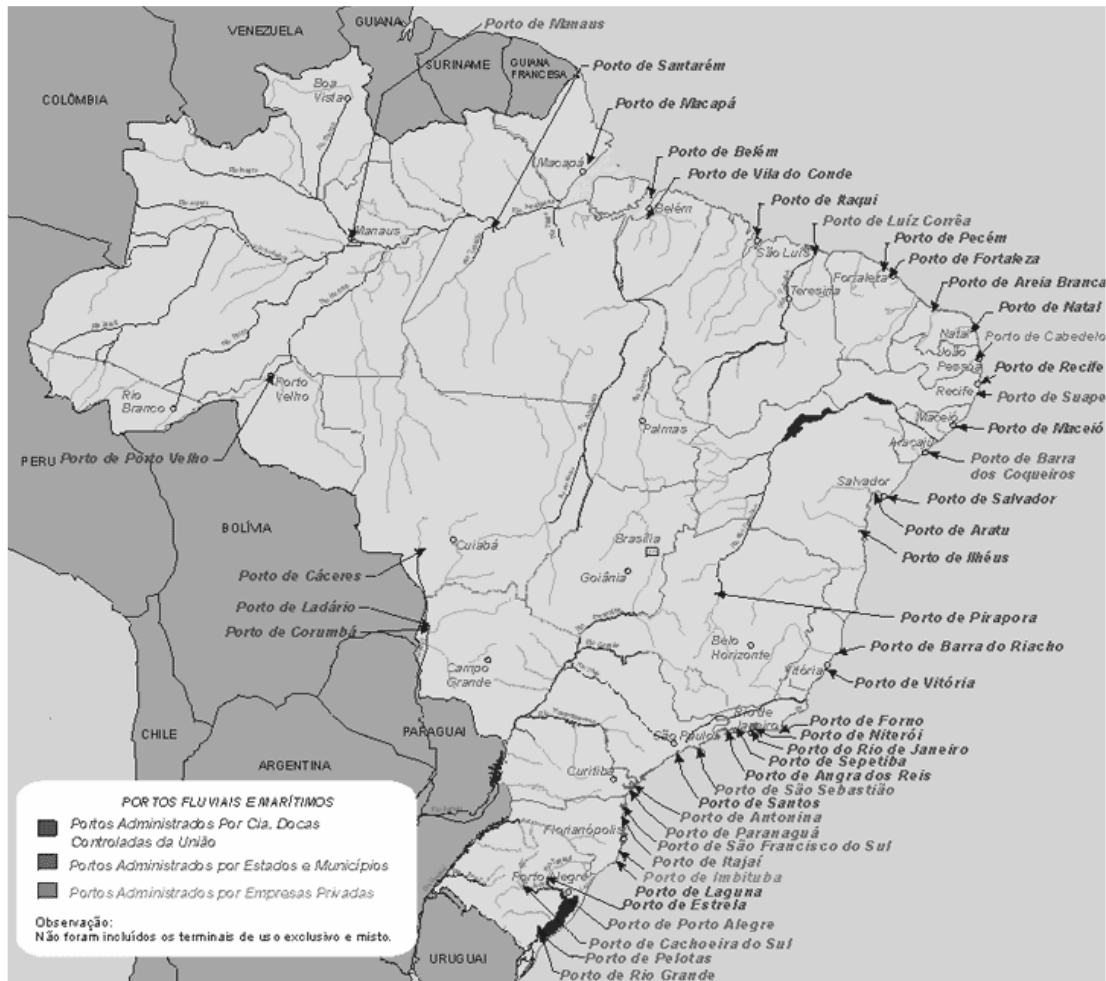 GUIANA
Porto de Manaus
VENEZUELA
SURINAME
GUIANA
FRANCESA
Porto de Santarém
COLÔMBIA
Boa
Vista
Porto de Macapá
Macapá
Porto de Belém
Porto de Vila do Conde
Belém
Porto de Itaqui
Porto de Luíz Corrêa
Manaus
São Luís
Porto de Pecém
Porto de Fortaleza
Fortaleza
Teresina
Porto de Areia Branca
Porto de Natal
Natal
Porto de Cabedelo
João
Pessoa
Porto de Recife
Recife
Porto de Suape
Rio
Branco
Porto
Velho
Palmas
Maceió
Porto de Maceió
Aracaju
PERU
Porto de Pôrto Velho
Porto de Barra
dos Coqueiros
Salvador
Porto de Salvador
Porto de Aratu
BOLÍVIA
Cuiabá
Brasília
Porto de Ilhéus
Goiânia
Porto de Cáceres
Porto de Ladário
Porto de Corumbá
Porto de Pirapora
Belo
Horizonte
Porto de Barra do Riacho
Campo
Grande
Vitória
Porto de Vitória
CHILE
PARAGUAI
Rio de
Janeiro
Porto de Forno
Porto de Niterói
São Paulo
Porto do Rio de Janeiro
Porto de Sepetiba
ARGENTINA
Curitiba
Porto de Angra dos Reis
Porto de São Sebastião
Porto de Santos
Porto de Antonina
Florianópolis
Porto de Paranaguá
Porto de São Francisco do Sul
Porto de Itajaí
Porto de Imbituba
Porto Alegre
Porto de Laguna
Porto de Estrela
Porto de Porto Alegre
Porto de Cachoeira do Sul
Porto de Pelotas
URUGUAI
Porto de Rio Grande
PORTOS FLUVIAIS E MARÍTIMOS
Portos Administrados Por Cia. Docas
Controladas da União
Portos Administrados por Estados e Municípios
Portos Administrados por Empresas Privadas
Observação:
Não foram incluídos os terminais de uso exclusivo e misto.